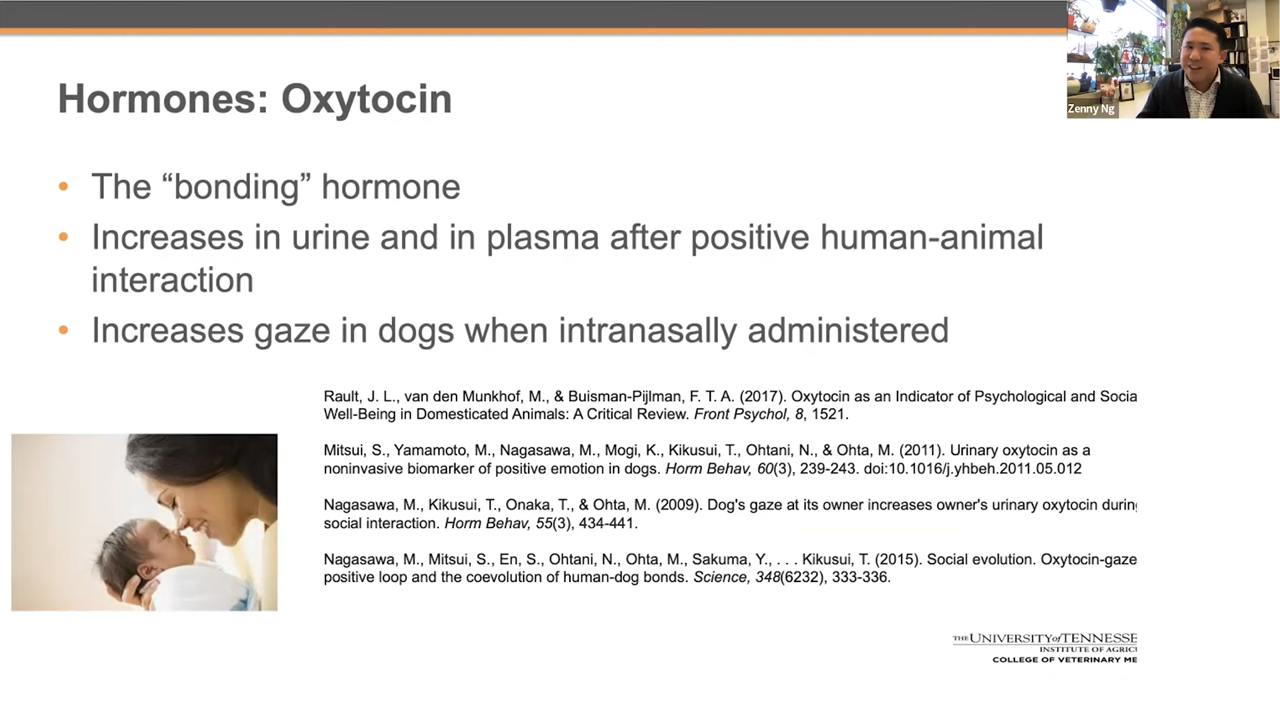 Hormones: Oxytocin
Zenny Ng
• The “bonding” hormone
• Increases in urine and in plasma after positive human-animal
interaction
• Increases gaze in dogs when intranasally administered
Rault, J. L., van den Munkhof, M., & Buisman-Pijlman, F. T. A. (2017). Oxytocin as an Indicator of Psychological and Socia
Well-Being in Domesticated Animals: A Critical Review. Front Psychol, 8, 1521.
Mitsui, S., Yamamoto, M., Nagasawa, M., Mogi, K., Kikusui, T., Ohtani, N., & Ohta, M. (2011). Urinary oxytocin as a
noninvasive biomarker of positive emotion in dogs. Horm Behav, 60(3), 239-243. doi:10.1016/j.yhbeh.2011.05.012
Nagasawa, M., Kikusui, T., Onaka, T., & Ohta, M. (2009). Dog's gaze at its owner increases owner's urinary oxytocin durin
social interaction. Horm Behav, 55(3), 434-441.
Nagasawa, M., Mitsui, S., En, S., Ohtani, N., Ohta, M., Sakuma, Y., . . . Kikusui, T. (2015). Social evolution. Oxytocin-gaze
positive loop and the coevolution of human-dog bonds. Science, 348(6232), 333-336.
THE UNIVERSITY of TENNESSE
INSTITUTE OF AGRIC
COLLEGE OF VETERINARY ME